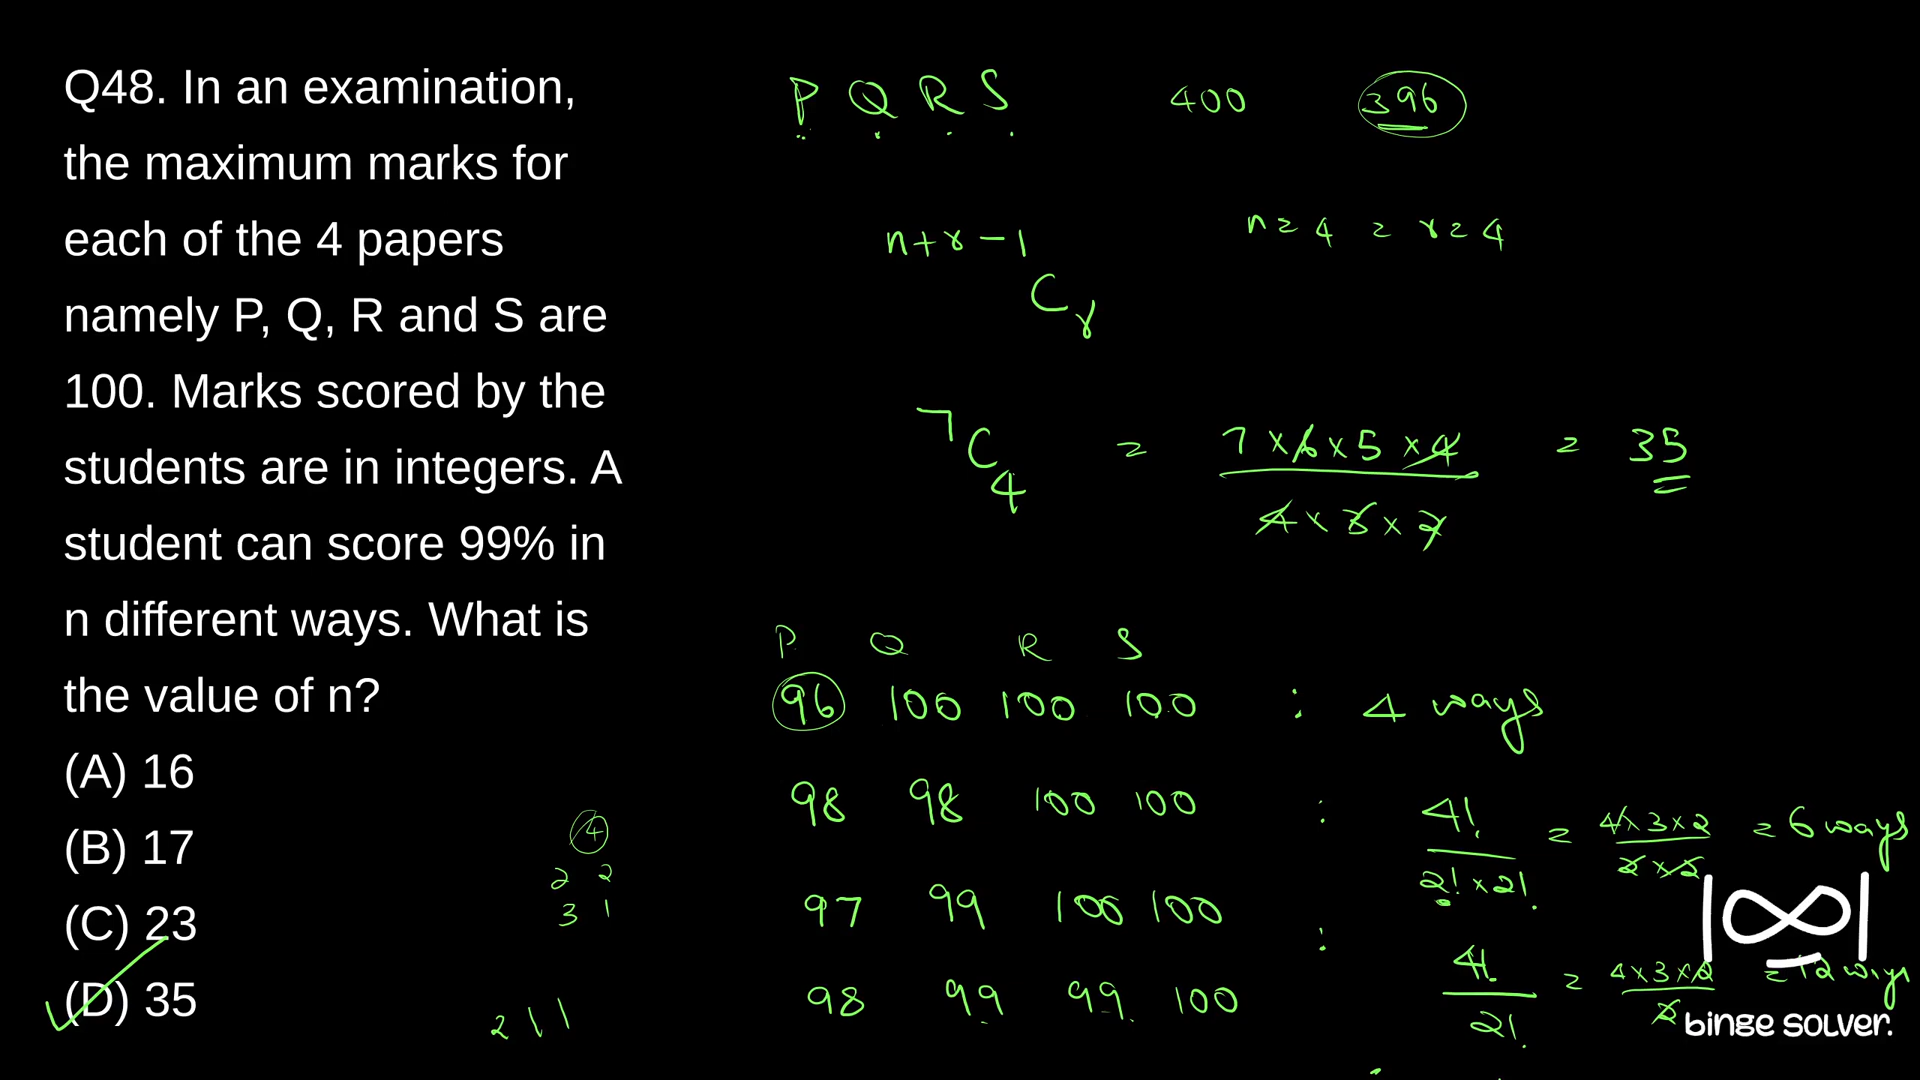 Q48. In an examination,
the maximum marks for
each of the 4 papers
namely P, Q, R and S are
100. Marks scored by the
students are in integers. A
student can score 99% in
n different ways. What is
the value of n?
(A) 16
(B) 17
(C) 23
(D) 35
P Q R S 400 396
n+r-1 C r n=4 = r=4
7 C 4 = 7×6×5×4 / 4×3×2 = 35
P Q R S
96 100 100 100 : 4 ways
98 98 100 100 : 4! / 2!×2! = 4×3×2 / 2×2 = 6 ways
97 99 100 100 : 4! / 2! = 4×3×2 / 2 = 12 ways
98 99 99 100
4
2 2
3 1
2 1 1
binge solver.